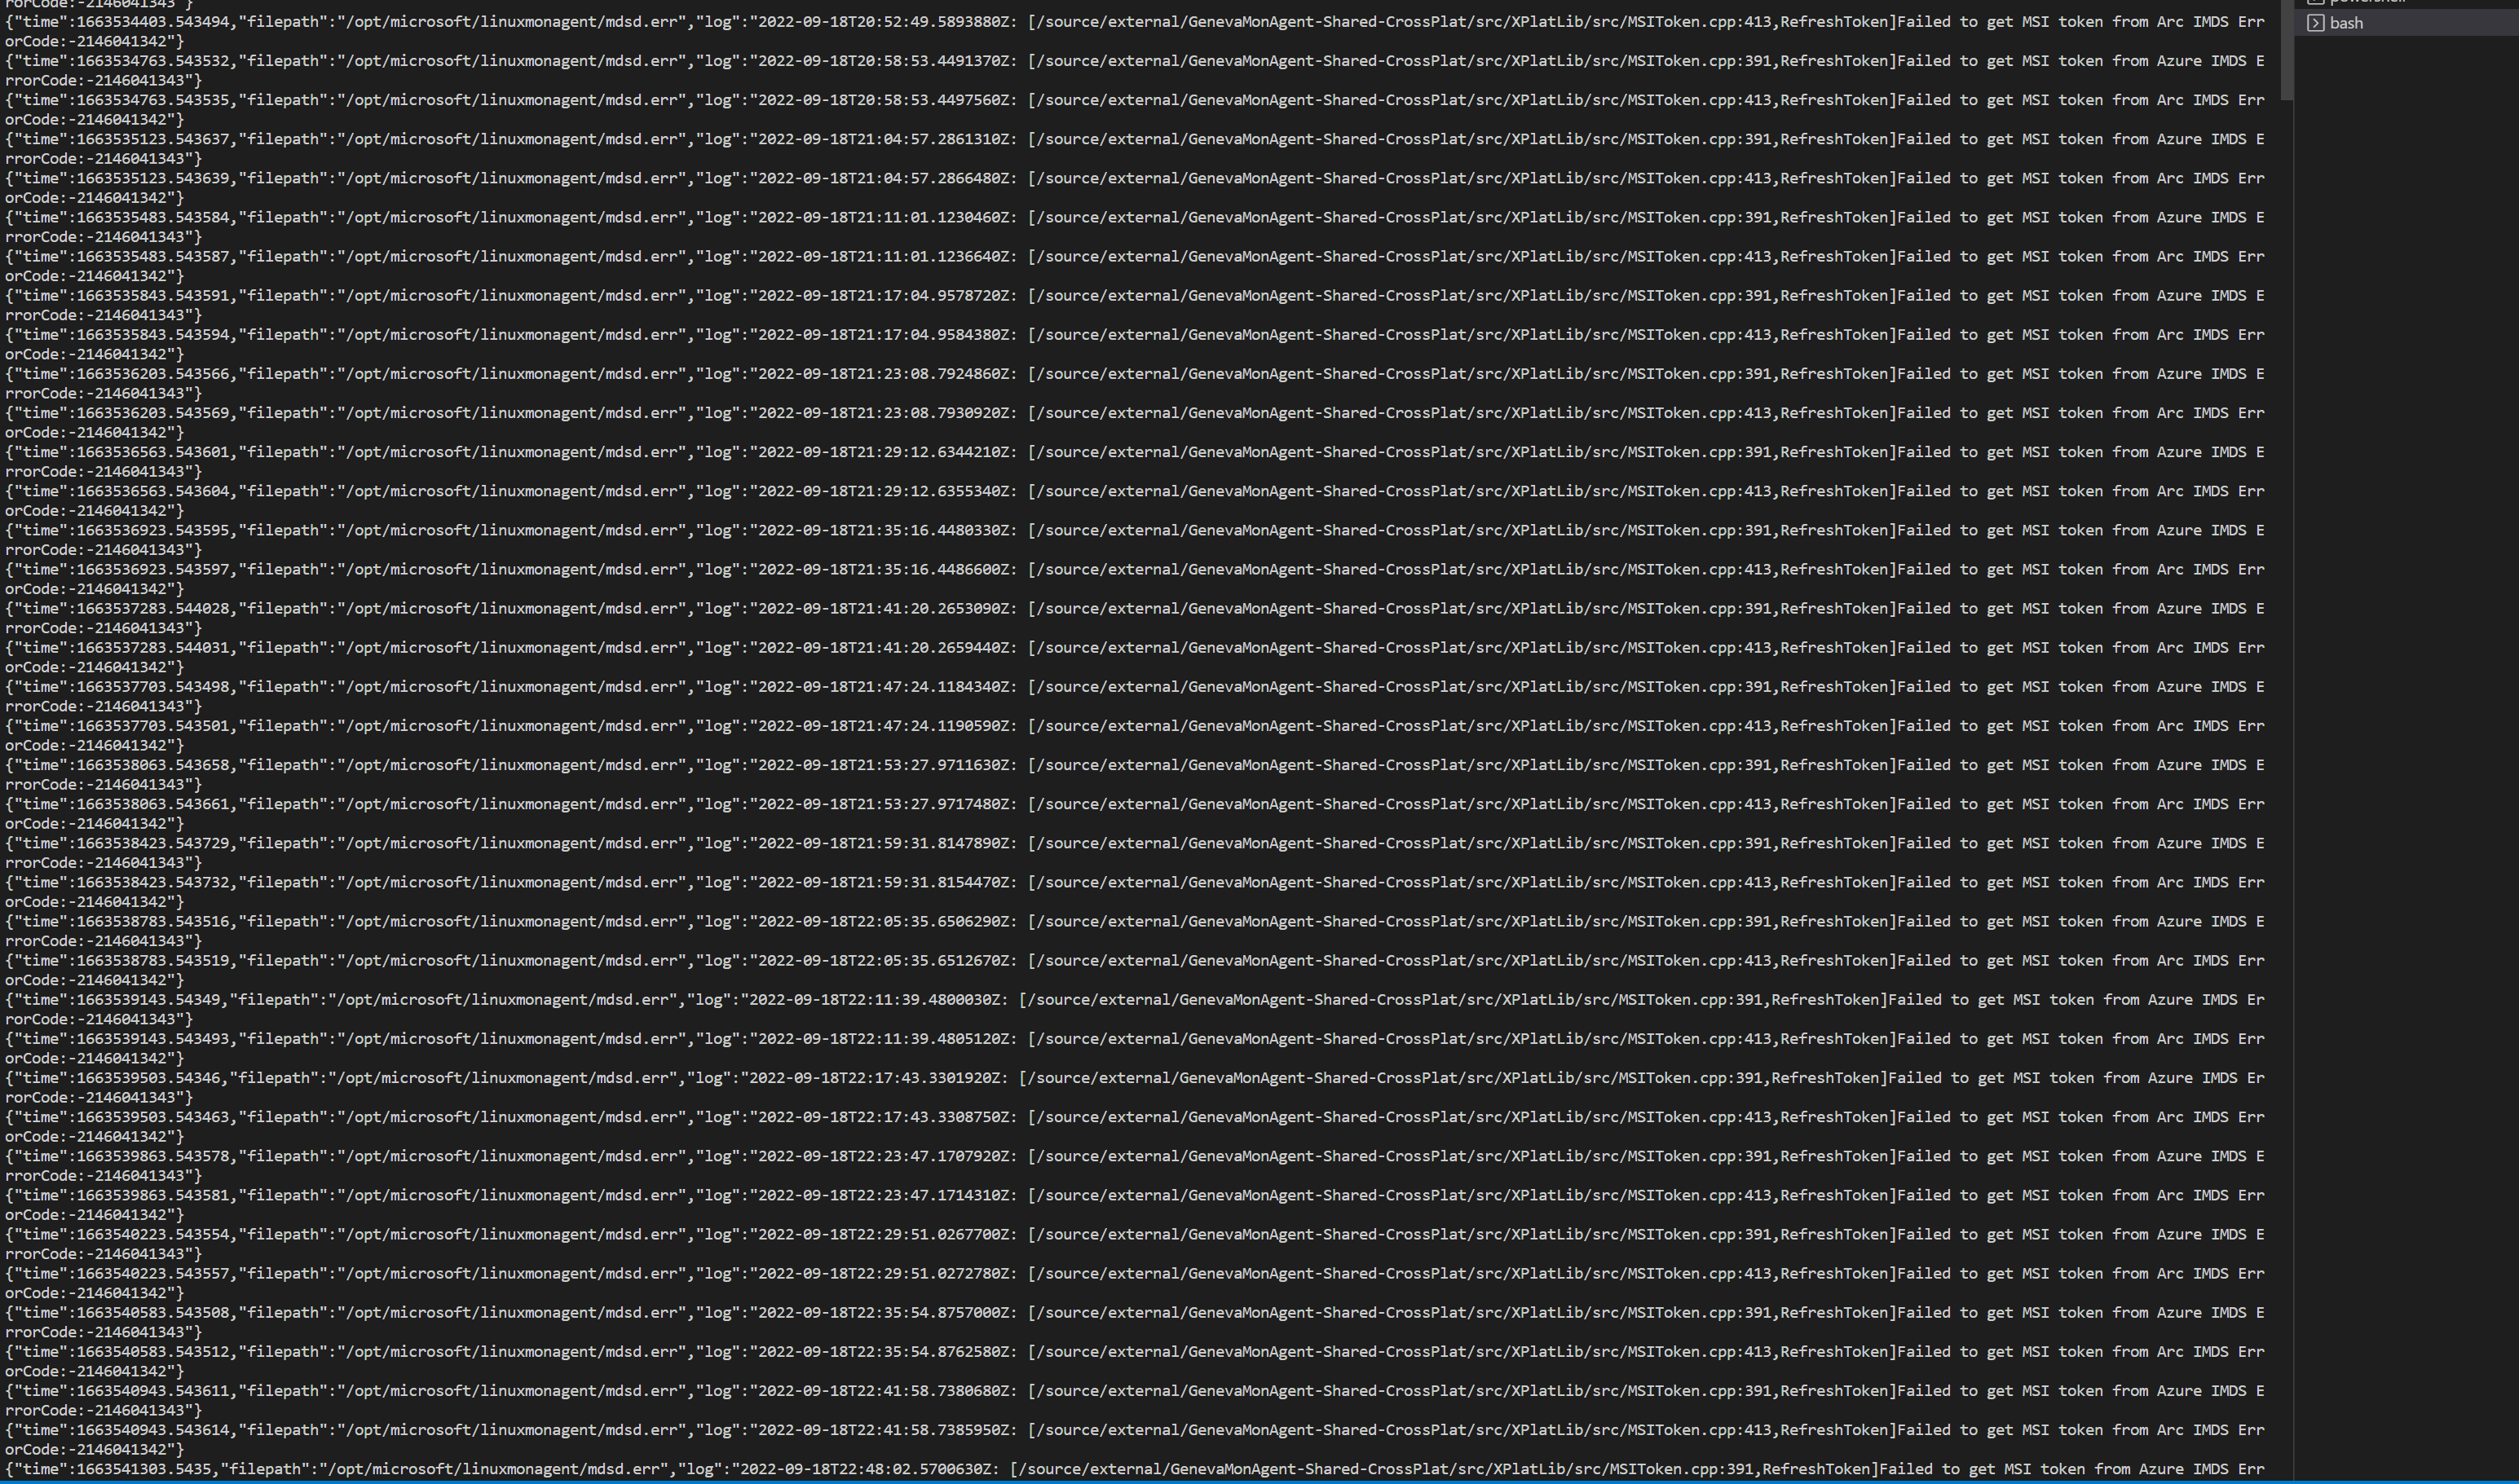 rorCode:-2146041343"}
{"time":1663534403.543494,"filepath":"/opt/microsoft/linuxmonagent/mdsd.err","log":"2022-09-18T20:52:49.5893880Z: [/source/external/GenevaMonAgent-Shared-CrossPlat/src/XPlatLib/src/MSIToken.cpp:413,RefreshToken]Failed to get MSI token from Arc IMDS Err
orCode:-2146041342"}
{"time":1663534763.543532,"filepath":"/opt/microsoft/linuxmonagent/mdsd.err","log":"2022-09-18T20:58:53.4491370Z: [/source/external/GenevaMonAgent-Shared-CrossPlat/src/XPlatLib/src/MSIToken.cpp:391,RefreshToken]Failed to get MSI token from Azure IMDS E
rrorCode:-2146041343"}
{"time":1663534763.543535,"filepath":"/opt/microsoft/linuxmonagent/mdsd.err","log":"2022-09-18T20:58:53.4497560Z: [/source/external/GenevaMonAgent-Shared-CrossPlat/src/XPlatLib/src/MSIToken.cpp:413,RefreshToken]Failed to get MSI token from Arc IMDS Err
orCode:-2146041342"}
{"time":1663535123.543637,"filepath":"/opt/microsoft/linuxmonagent/mdsd.err","log":"2022-09-18T21:04:57.2861310Z: [/source/external/GenevaMonAgent-Shared-CrossPlat/src/XPlatLib/src/MSIToken.cpp:391,RefreshToken]Failed to get MSI token from Azure IMDS E
rrorCode:-2146041343"}
{"time":1663535123.543639,"filepath":"/opt/microsoft/linuxmonagent/mdsd.err","log":"2022-09-18T21:04:57.2866480Z: [/source/external/GenevaMonAgent-Shared-CrossPlat/src/XPlatLib/src/MSIToken.cpp:413,RefreshToken]Failed to get MSI token from Arc IMDS Err
orCode:-2146041342"}
{"time":1663535483.543584,"filepath":"/opt/microsoft/linuxmonagent/mdsd.err","log":"2022-09-18T21:11:01.1230460Z: [/source/external/GenevaMonAgent-Shared-CrossPlat/src/XPlatLib/src/MSIToken.cpp:391,RefreshToken]Failed to get MSI token from Azure IMDS E
rrorCode:-2146041343"}
{"time":1663535483.543587,"filepath":"/opt/microsoft/linuxmonagent/mdsd.err","log":"2022-09-18T21:11:01.1236640Z: [/source/external/GenevaMonAgent-Shared-CrossPlat/src/XPlatLib/src/MSIToken.cpp:413,RefreshToken]Failed to get MSI token from Arc IMDS Err
orCode:-2146041342"}
{"time":1663535843.543591,"filepath":"/opt/microsoft/linuxmonagent/mdsd.err","log":"2022-09-18T21:17:04.9578720Z: [/source/external/GenevaMonAgent-Shared-CrossPlat/src/XPlatLib/src/MSIToken.cpp:391,RefreshToken]Failed to get MSI token from Azure IMDS E
rrorCode:-2146041343"}
{"time":1663535843.543594,"filepath":"/opt/microsoft/linuxmonagent/mdsd.err","log":"2022-09-18T21:17:04.9584380Z: [/source/external/GenevaMonAgent-Shared-CrossPlat/src/XPlatLib/src/MSIToken.cpp:413,RefreshToken]Failed to get MSI token from Arc IMDS Err
orCode:-2146041342"}
{"time":1663536203.543566,"filepath":"/opt/microsoft/linuxmonagent/mdsd.err","log":"2022-09-18T21:23:08.7924860Z: [/source/external/GenevaMonAgent-Shared-CrossPlat/src/XPlatLib/src/MSIToken.cpp:391,RefreshToken]Failed to get MSI token from Azure IMDS E
rrorCode:-2146041343"}
{"time":1663536203.543569,"filepath":"/opt/microsoft/linuxmonagent/mdsd.err","log":"2022-09-18T21:23:08.7930920Z: [/source/external/GenevaMonAgent-Shared-CrossPlat/src/XPlatLib/src/MSIToken.cpp:413,RefreshToken]Failed to get MSI token from Arc IMDS Err
orCode:-2146041342"}
{"time":1663536563.543601,"filepath":"/opt/microsoft/linuxmonagent/mdsd.err","log":"2022-09-18T21:29:12.6344210Z: [/source/external/GenevaMonAgent-Shared-CrossPlat/src/XPlatLib/src/MSIToken.cpp:391,RefreshToken]Failed to get MSI token from Azure IMDS E
rrorCode:-2146041343"}
{"time":1663536563.543604,"filepath":"/opt/microsoft/linuxmonagent/mdsd.err","log":"2022-09-18T21:29:12.6355340Z: [/source/external/GenevaMonAgent-Shared-CrossPlat/src/XPlatLib/src/MSIToken.cpp:413,RefreshToken]Failed to get MSI token from Arc IMDS Err
orCode:-2146041342"}
{"time":1663536923.543595,"filepath":"/opt/microsoft/linuxmonagent/mdsd.err","log":"2022-09-18T21:35:16.4480330Z: [/source/external/GenevaMonAgent-Shared-CrossPlat/src/XPlatLib/src/MSIToken.cpp:391,RefreshToken]Failed to get MSI token from Azure IMDS E
rrorCode:-2146041343"}
{"time":1663536923.543597,"filepath":"/opt/microsoft/linuxmonagent/mdsd.err","log":"2022-09-18T21:35:16.4486600Z: [/source/external/GenevaMonAgent-Shared-CrossPlat/src/XPlatLib/src/MSIToken.cpp:413,RefreshToken]Failed to get MSI token from Arc IMDS Err
orCode:-2146041342"}
{"time":1663537283.544028,"filepath":"/opt/microsoft/linuxmonagent/mdsd.err","log":"2022-09-18T21:41:20.2653090Z: [/source/external/GenevaMonAgent-Shared-CrossPlat/src/XPlatLib/src/MSIToken.cpp:391,RefreshToken]Failed to get MSI token from Azure IMDS E
rrorCode:-2146041343"}
{"time":1663537283.544031,"filepath":"/opt/microsoft/linuxmonagent/mdsd.err","log":"2022-09-18T21:41:20.2659440Z: [/source/external/GenevaMonAgent-Shared-CrossPlat/src/XPlatLib/src/MSIToken.cpp:413,RefreshToken]Failed to get MSI token from Arc IMDS Err
orCode:-2146041342"}
{"time":1663537703.543498,"filepath":"/opt/microsoft/linuxmonagent/mdsd.err","log":"2022-09-18T21:47:24.1184340Z: [/source/external/GenevaMonAgent-Shared-CrossPlat/src/XPlatLib/src/MSIToken.cpp:391,RefreshToken]Failed to get MSI token from Azure IMDS E
rrorCode:-2146041343"}
{"time":1663537703.543501,"filepath":"/opt/microsoft/linuxmonagent/mdsd.err","log":"2022-09-18T21:47:24.1190590Z: [/source/external/GenevaMonAgent-Shared-CrossPlat/src/XPlatLib/src/MSIToken.cpp:413,RefreshToken]Failed to get MSI token from Arc IMDS Err
orCode:-2146041342"}
{"time":1663538063.543658,"filepath":"/opt/microsoft/linuxmonagent/mdsd.err","log":"2022-09-18T21:53:27.9711630Z: [/source/external/GenevaMonAgent-Shared-CrossPlat/src/XPlatLib/src/MSIToken.cpp:391,RefreshToken]Failed to get MSI token from Azure IMDS E
rrorCode:-2146041343"}
{"time":1663538063.543661,"filepath":"/opt/microsoft/linuxmonagent/mdsd.err","log":"2022-09-18T21:53:27.9717480Z: [/source/external/GenevaMonAgent-Shared-CrossPlat/src/XPlatLib/src/MSIToken.cpp:413,RefreshToken]Failed to get MSI token from Arc IMDS Err
orCode:-2146041342"}
{"time":1663538423.543729,"filepath":"/opt/microsoft/linuxmonagent/mdsd.err","log":"2022-09-18T21:59:31.8147890Z: [/source/external/GenevaMonAgent-Shared-CrossPlat/src/XPlatLib/src/MSIToken.cpp:391,RefreshToken]Failed to get MSI token from Azure IMDS E
rrorCode:-2146041343"}
{"time":1663538423.543732,"filepath":"/opt/microsoft/linuxmonagent/mdsd.err","log":"2022-09-18T21:59:31.8154470Z: [/source/external/GenevaMonAgent-Shared-CrossPlat/src/XPlatLib/src/MSIToken.cpp:413,RefreshToken]Failed to get MSI token from Arc IMDS Err
orCode:-2146041342"}
{"time":1663538783.543516,"filepath":"/opt/microsoft/linuxmonagent/mdsd.err","log":"2022-09-18T22:05:35.6506290Z: [/source/external/GenevaMonAgent-Shared-CrossPlat/src/XPlatLib/src/MSIToken.cpp:391,RefreshToken]Failed to get MSI token from Azure IMDS E
rrorCode:-2146041343"}
{"time":1663538783.543519,"filepath":"/opt/microsoft/linuxmonagent/mdsd.err","log":"2022-09-18T22:05:35.6512670Z: [/source/external/GenevaMonAgent-Shared-CrossPlat/src/XPlatLib/src/MSIToken.cpp:413,RefreshToken]Failed to get MSI token from Arc IMDS Err
orCode:-2146041342"}
{"time":1663539143.54349,"filepath":"/opt/microsoft/linuxmonagent/mdsd.err","log":"2022-09-18T22:11:39.4800030Z: [/source/external/GenevaMonAgent-Shared-CrossPlat/src/XPlatLib/src/MSIToken.cpp:391,RefreshToken]Failed to get MSI token from Azure IMDS Er
rorCode:-2146041343"}
{"time":1663539143.543493,"filepath":"/opt/microsoft/linuxmonagent/mdsd.err","log":"2022-09-18T22:11:39.4805120Z: [/source/external/GenevaMonAgent-Shared-CrossPlat/src/XPlatLib/src/MSIToken.cpp:413,RefreshToken]Failed to get MSI token from Arc IMDS Err
orCode:-2146041342"}
{"time":1663539503.54346,"filepath":"/opt/microsoft/linuxmonagent/mdsd.err","log":"2022-09-18T22:17:43.3301920Z: [/source/external/GenevaMonAgent-Shared-CrossPlat/src/XPlatLib/src/MSIToken.cpp:391,RefreshToken]Failed to get MSI token from Azure IMDS Er
rorCode:-2146041343"}
{"time":1663539503.543463,"filepath":"/opt/microsoft/linuxmonagent/mdsd.err","log":"2022-09-18T22:17:43.3308750Z: [/source/external/GenevaMonAgent-Shared-CrossPlat/src/XPlatLib/src/MSIToken.cpp:413,RefreshToken]Failed to get MSI token from Arc IMDS Err
orCode:-2146041342"}
{"time":1663539863.543578,"filepath":"/opt/microsoft/linuxmonagent/mdsd.err","log":"2022-09-18T22:23:47.1707920Z: [/source/external/GenevaMonAgent-Shared-CrossPlat/src/XPlatLib/src/MSIToken.cpp:391,RefreshToken]Failed to get MSI token from Azure IMDS E
rrorCode:-2146041343"}
{"time":1663539863.543581,"filepath":"/opt/microsoft/linuxmonagent/mdsd.err","log":"2022-09-18T22:23:47.1714310Z: [/source/external/GenevaMonAgent-Shared-CrossPlat/src/XPlatLib/src/MSIToken.cpp:413,RefreshToken]Failed to get MSI token from Arc IMDS Err
orCode:-2146041342"}
{"time":1663540223.543554,"filepath":"/opt/microsoft/linuxmonagent/mdsd.err","log":"2022-09-18T22:29:51.0267700Z: [/source/external/GenevaMonAgent-Shared-CrossPlat/src/XPlatLib/src/MSIToken.cpp:391,RefreshToken]Failed to get MSI token from Azure IMDS E
rrorCode:-2146041343"}
{"time":1663540223.543557,"filepath":"/opt/microsoft/linuxmonagent/mdsd.err","log":"2022-09-18T22:29:51.0272780Z: [/source/external/GenevaMonAgent-Shared-CrossPlat/src/XPlatLib/src/MSIToken.cpp:413,RefreshToken]Failed to get MSI token from Arc IMDS Err
orCode:-2146041342"}
{"time":1663540583.543508,"filepath":"/opt/microsoft/linuxmonagent/mdsd.err","log":"2022-09-18T22:35:54.8757000Z: [/source/external/GenevaMonAgent-Shared-CrossPlat/src/XPlatLib/src/MSIToken.cpp:391,RefreshToken]Failed to get MSI token from Azure IMDS E
rrorCode:-2146041343"}
{"time":1663540583.543512,"filepath":"/opt/microsoft/linuxmonagent/mdsd.err","log":"2022-09-18T22:35:54.8762580Z: [/source/external/GenevaMonAgent-Shared-CrossPlat/src/XPlatLib/src/MSIToken.cpp:413,RefreshToken]Failed to get MSI token from Arc IMDS Err
orCode:-2146041342"}
{"time":1663540943.543611,"filepath":"/opt/microsoft/linuxmonagent/mdsd.err","log":"2022-09-18T22:41:58.7380680Z: [/source/external/GenevaMonAgent-Shared-CrossPlat/src/XPlatLib/src/MSIToken.cpp:391,RefreshToken]Failed to get MSI token from Azure IMDS E
rrorCode:-2146041343"}
{"time":1663540943.543614,"filepath":"/opt/microsoft/linuxmonagent/mdsd.err","log":"2022-09-18T22:41:58.7385950Z: [/source/external/GenevaMonAgent-Shared-CrossPlat/src/XPlatLib/src/MSIToken.cpp:413,RefreshToken]Failed to get MSI token from Arc IMDS Err
orCode:-2146041342"}
{"time":1663541303.5435,"filepath":"/opt/microsoft/linuxmonagent/mdsd.err","log":"2022-09-18T22:48:02.5700630Z: [/source/external/GenevaMonAgent-Shared-CrossPlat/src/XPlatLib/src/MSIToken.cpp:391,RefreshToken]Failed to get MSI token from Azure IMDS Err
powershell
bash